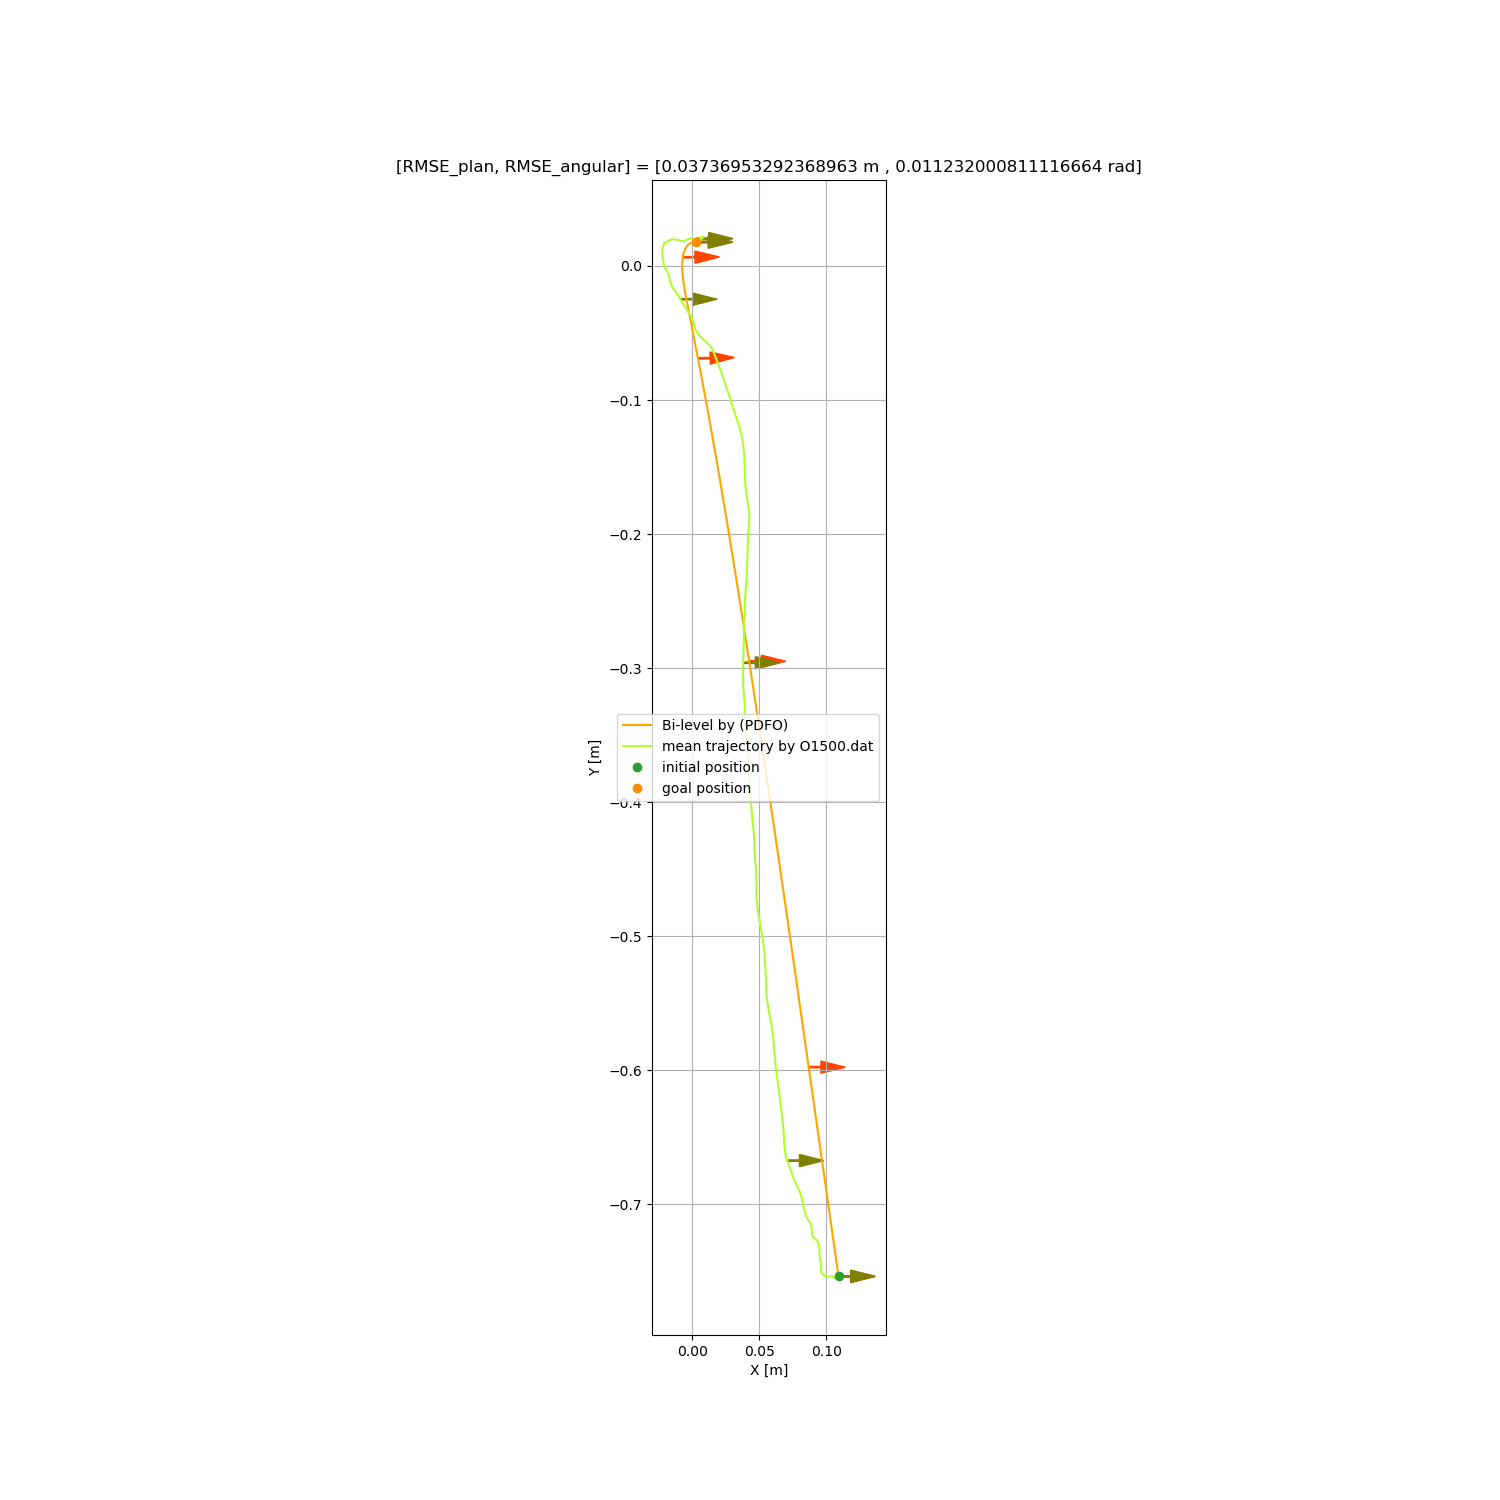 [RMSE_plan, RMSE_angular] = [0.03736953292368963 m , 0.011232000811116664 rad]
0.0
−0.1
−0.2
−0.3
−0.4
−0.5
−0.6
−0.7
Y [m]
Bi-level by (PDFO)
mean trajectory by O1500.dat
initial position
goal position
0.00 0.05 0.10
X [m]